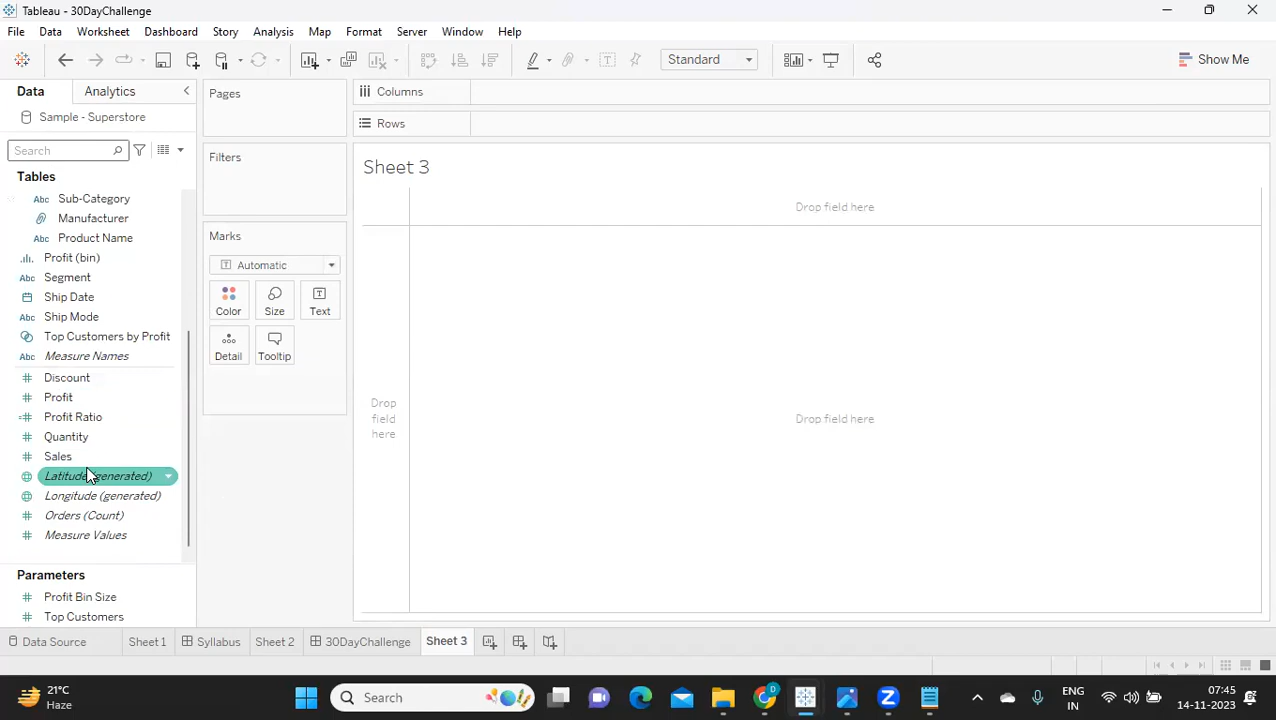 Tableau - 30DayChallenge
File Data Worksheet Dashboard Story Analysis Map Format Server Window Help
Standard
Show Me
Data Analytics
Sample - Superstore
Search
Tables
Abc Sub-Category
Manufacturer
Abc Product Name
Profit (bin)
Abc Segment
Ship Date
Abc Ship Mode
Top Customers by Profit
Abc Measure Names
Discount
Profit
Profit Ratio
Quantity
Sales
Latitude (generated)
Longitude (generated)
Orders (Count)
Measure Values
Parameters
Profit Bin Size
Top Customers
Pages
Filters
Marks
Automatic
Color Size Text
Detail Tooltip
Columns
Rows
Sheet 3
Drop field here
Drop
field
here
Drop field here
Data Source Sheet 1 Syllabus Sheet 2 30DayChallenge Sheet 3
21°C
Haze
Search
ENG
IN
07:45
14-11-2023